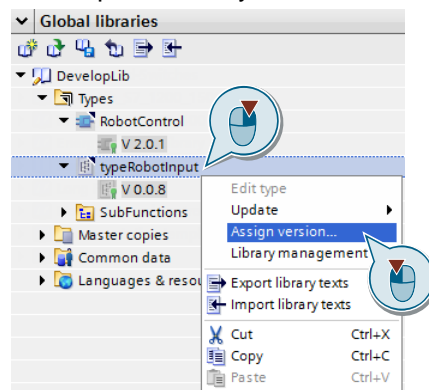 Global libraries
DevelopLib
Types
RobotControl
V 2.0.1
typeRobotInput
V 0.0.8
Edit type
Update
SubFunctions
Assign version...
Master copies
Library management
Common data
Languages & resou
Export library texts
Import library texts
Cut Ctrl+X
Copy Ctrl+C
Paste Ctrl+V